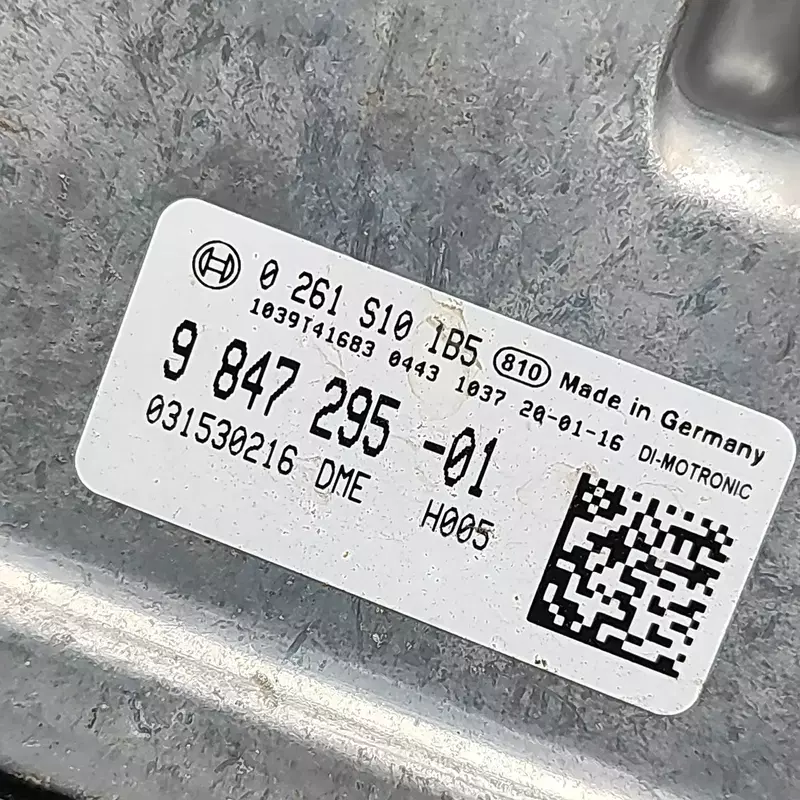 0 261 S10 1B5 810 Made in Germany
1039T41683 0443 1037 20-01-16 DI-MOTRONIC
9 847 295 -01
031530216 DME H005